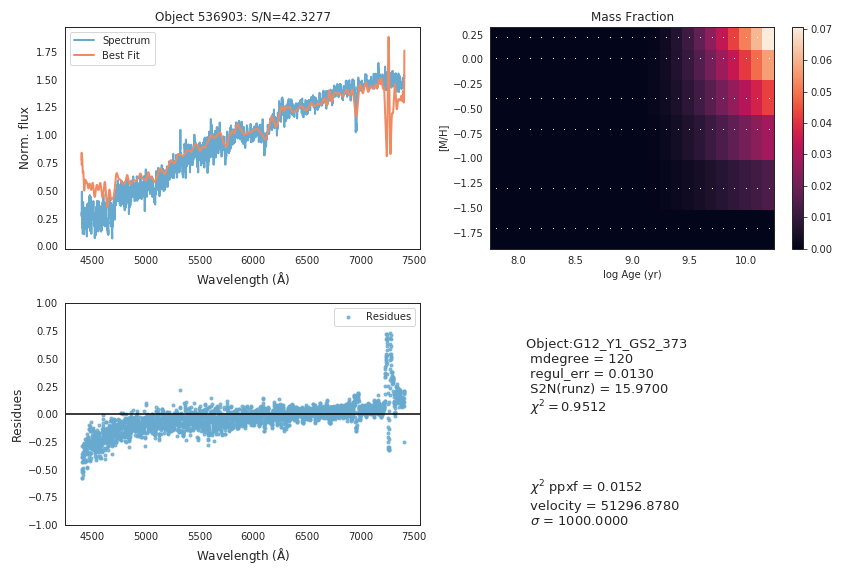 Object 536903: S/N=42.3277
Spectrum
Best Fit
Norm. flux
1.75
1.50
1.25
1.00
0.75
0.50
0.25
0.00
4500 5000 5500 6000 6500 7000 7500
Wavelength (Å)
Mass Fraction
[M/H]
0.25
0.00
−0.25
−0.50
−0.75
−1.00
−1.25
−1.50
−1.75
8.0 8.5 9.0 9.5 10.0
log Age (yr)
0.07
0.06
0.05
0.04
0.03
0.02
0.01
0.00
Residues
Residues
1.00
0.75
0.50
0.25
0.00
−0.25
−0.50
−0.75
−1.00
4500 5000 5500 6000 6500 7000 7500
Wavelength (Å)
Object:G12_Y1_GS2_373
mdegree = 120
regul_err = 0.0130
S2N(runz) = 15.9700
χ² = 0.9512
χ² ppxf = 0.0152
velocity = 51296.8780
σ = 1000.0000